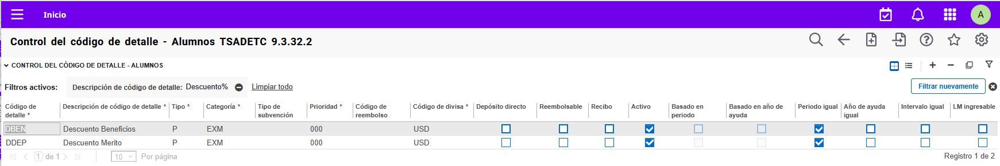 Inicio
A
Control del código de detalle - Alumnos TSADETC 9.3.32.2
CONTROL DEL CÓDIGO DE DETALLE - ALUMNOS
Filtros activos: Descripción de código de detalle: Descuento% Limpiar todo Filtrar nuevamente
Código de detalle * Descripción de código de detalle * Tipo * Categoría * Tipo de subvención Prioridad * Código de reembolso Código de divisa * Depósito directo Reembolsable Recibo Activo Basado en periodo Basado en año de ayuda Periodo igual Año de ayuda igual Intervalo igual LM ingresable
DBEN Descuento Beneficios P EXM 000 USD
DDEP Descuento Merito P EXM 000 USD
1 de 1 10 Por página Registro 1 de 2